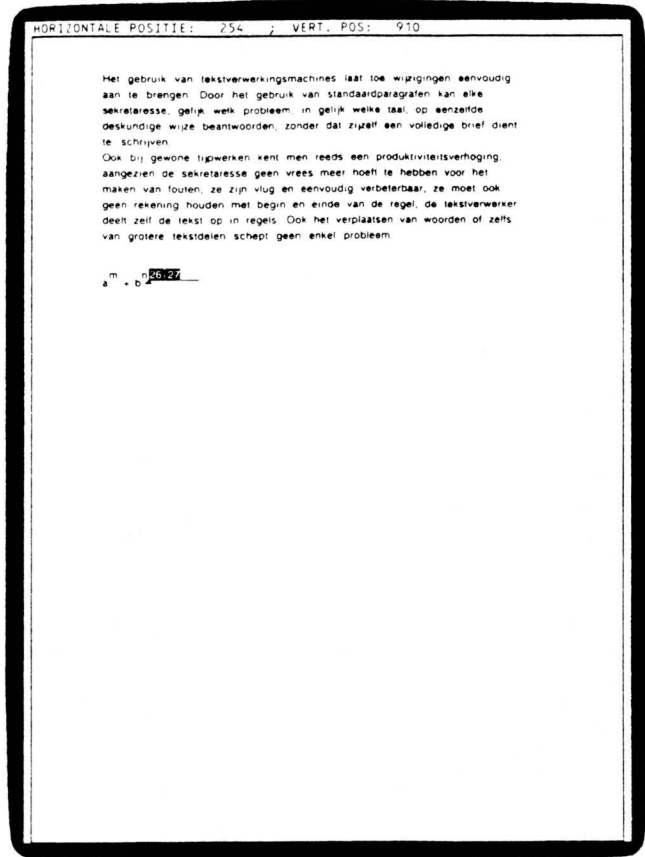 HORIZONTALE POSITIE: 254 ; VERT. POS: 910
Het gebruik van tekstverwerkingsmachines laat toe wijzigingen eenvoudig
aan te brengen. Door het gebruik van standaardparagrafen kan elke
sekretaresse, gelijk welk probleem, in gelijk welke taal, op eenzelfde
deskundige wijze beantwoorden, zonder dat zijzelf een volledige brief dient
te schrijven.
Ook bij gewone tijpwerken kent men reeds een produktiviteitsverhoging,
aangezien de sekretaresse geen vrees meer hoeft te hebben voor het
maken van fouten, ze zijn vlug en eenvoudig verbeterbaar, ze moet ook
geen rekening houden met begin en einde van de regel, de tekstverwerker
deelt zelf de tekst op in regels. Ook het verplaatsen van woorden of zelfs
van grotere tekstdelen schept geen enkel probleem.
a^m + b^n 26:27